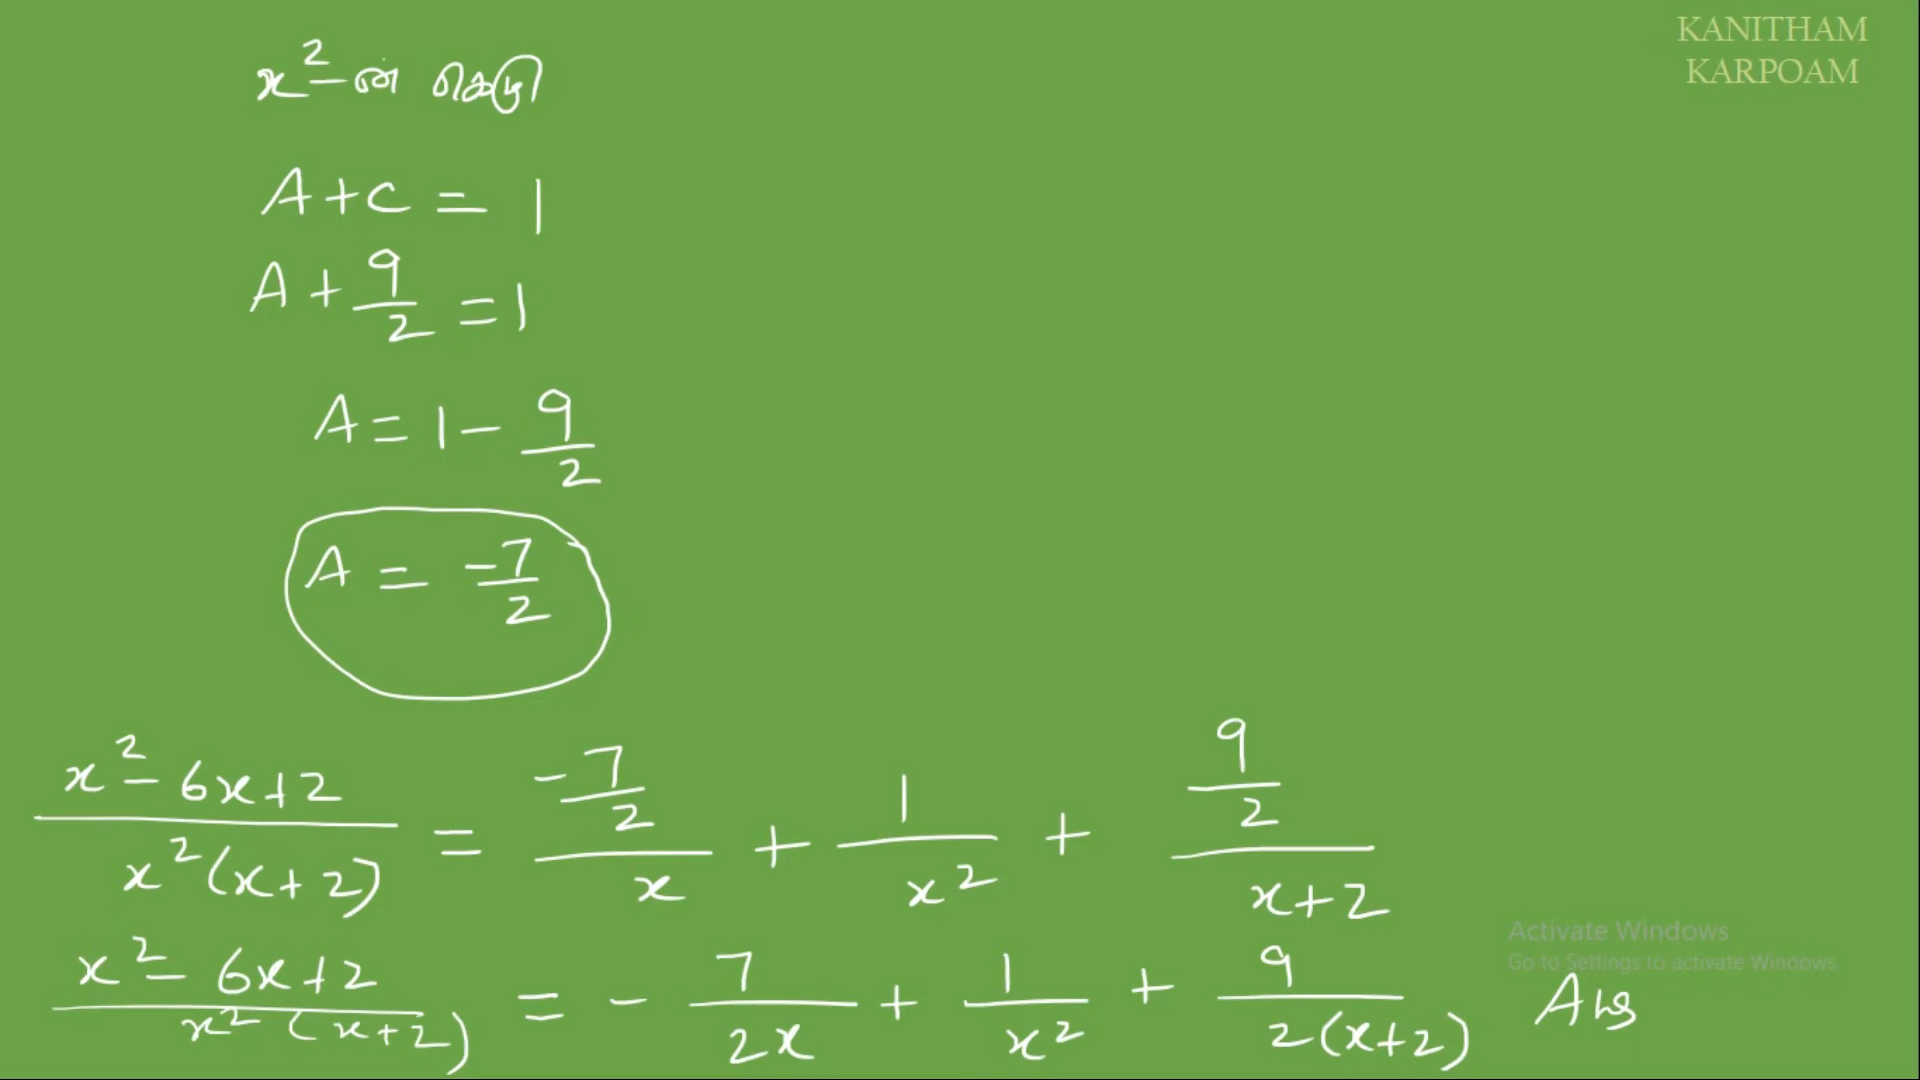 KANITHAM
KARPOAM
x² - ன் கெழு
A + C = 1
A + 9/2 = 1
A = 1 - 9/2
A = -7/2
(x² - 6x + 2)/(x²(x+2)) = (-7/2)/x + 1/x² + (9/2)/(x+2)
(x² - 6x + 2)/(x²(x+2)) = - 7/(2x) + 1/x² + 9/(2(x+2)) Ans
Activate Windows
Go to Settings to activate Windows